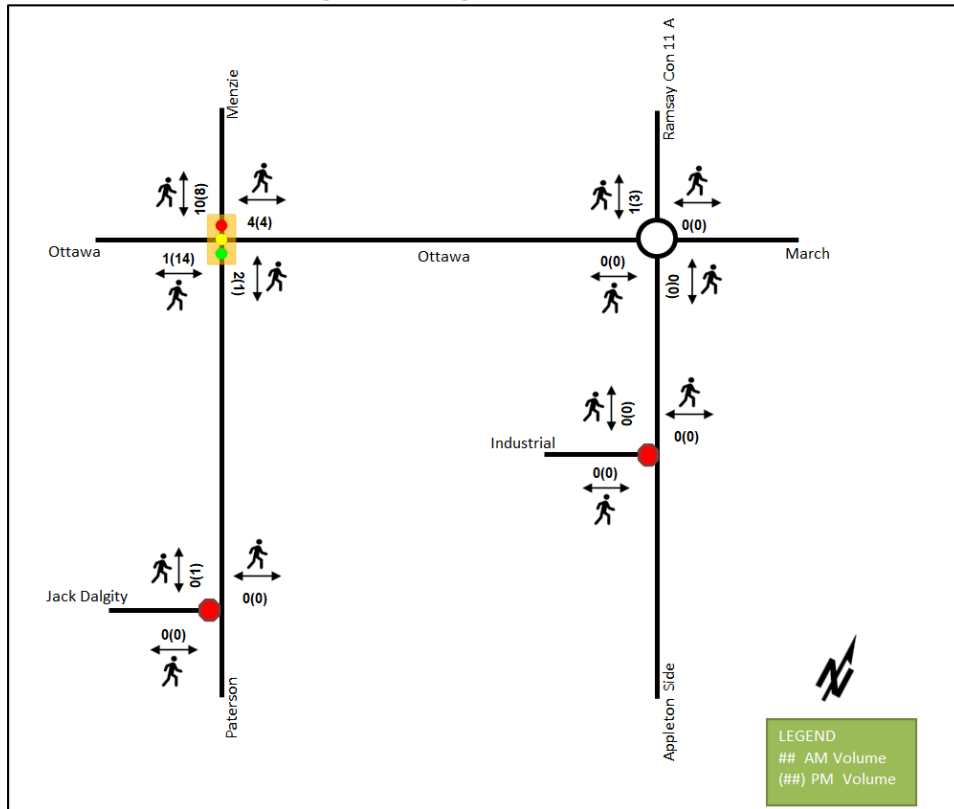 Menzie
Ramsay Con 11 A
10(8)
4(4)
1(3)
0(0)
Ottawa
Ottawa
March
1(14)
2(1)
0(0)
0(0)
0(0)
0(0)
Industrial
0(0)
0(0)
Jack Dalgity
0(1)
0(0)
0(0)
Paterson
Appleton Side
N
LEGEND
## AM Volume
(##) PM Volume